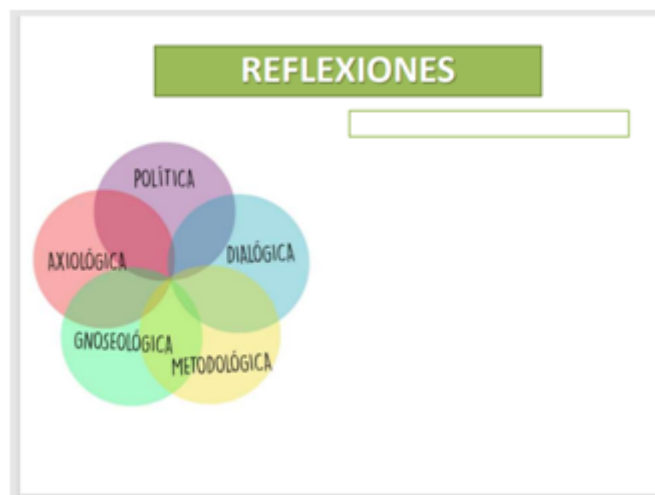 REFLEXIONES
POLÍTICA
AXIOLÓGICA
DIALÓGICA
GNOSEOLÓGICA
METODOLÓGICA